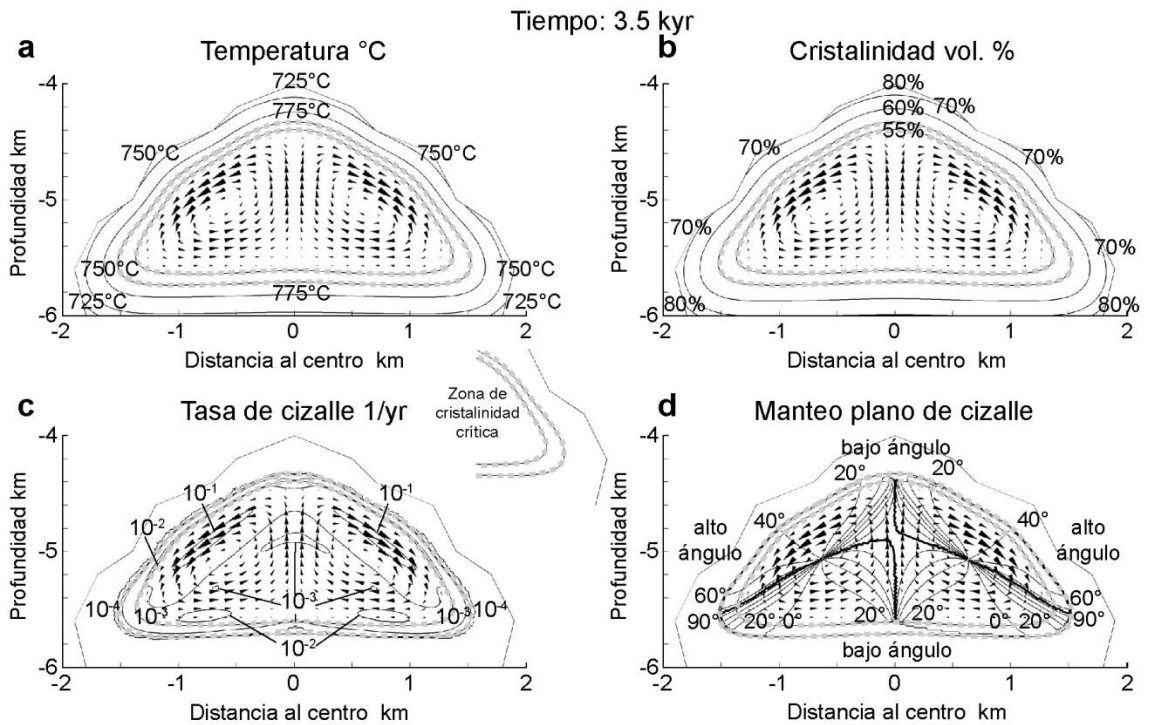 Tiempo: 3.5 kyr
a
Temperatura °C
-4
-5
-6
Profundidad km
725°C
775°C
750°C
750°C
750°C
750°C
725°C
775°C
725°C
-2
-1
0
1
2
Distancia al centro km
b
Cristalinidad vol. %
-4
-5
-6
Profundidad km
80%
60%
70%
55%
70%
70%
70%
70%
80%
80%
-2
-1
0
1
2
Distancia al centro km
c
Tasa de cizalle 1/yr
Zona de
cristalinidad
crítica
-4
-5
-6
Profundidad km
10-1
10-1
10-2
10-4
10-3
10-3
10-3
10-4
10-2
-2
-1
0
1
2
Distancia al centro km
d
Manteo plano de cizalle
-4
-5
-6
Profundidad km
bajo ángulo
20°
20°
40°
40°
alto
ángulo
alto
ángulo
60°
60°
90°
20°
0°
20°
20°
0°
20°
90°
bajo ángulo
-2
-1
0
1
2
Distancia al centro km